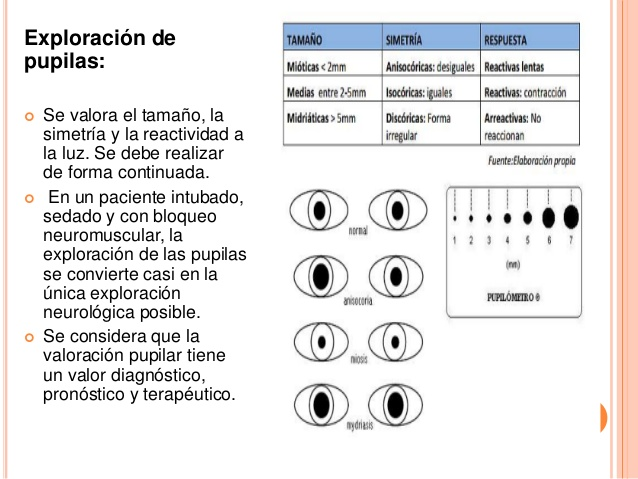 Exploración de
pupilas:
Se valora el tamaño, la
simetría y la reactividad a
la luz. Se debe realizar
de forma continuada.
En un paciente intubado,
sedado y con bloqueo
neuromuscular, la
exploración de las pupilas
se convierte casi en la
única exploración
neurológica posible.
Se considera que la
valoración pupilar tiene
un valor diagnóstico,
pronóstico y terapéutico.
TAMAÑO SIMETRÍA RESPUESTA
Mióticas < 2mm Anisocóricas: desiguales Reactivas lentas
Medias entre 2-5mm Isocóricas: iguales Reactivas: contracción
Midriáticas > 5mm Discóricas: Forma irregular Arreactivas: No reaccionan
Fuente:Elaboración propia
normal
anisocoria
miosis
mydriasis
1 2 3 4 5 6 7
(mm)
PUPILÓMETRO ®